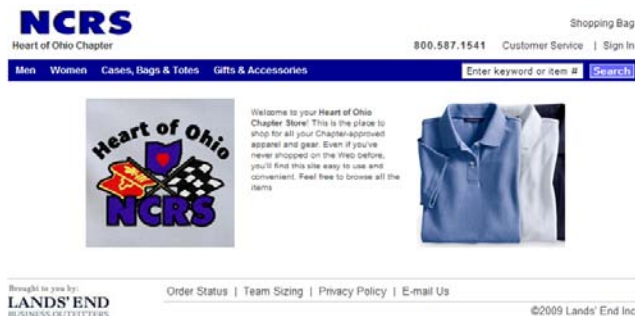 NCRS
Heart of Ohio Chapter
Shopping Bag
800.587.1541 Customer Service | Sign In
Men Women Cases, Bags & Totes Gifts & Accessories
Enter keyword or item # Search
Heart of Ohio
NCRS
Welcome to your Heart of Ohio
Chapter Store! This is the place to
shop for all your Chapter-approved
apparel and gear. Even if you've
never shopped on the Web before,
you'll find this site easy to use and
convenient. Feel free to browse all the
items
Brought to you by:
LANDS' END
BUSINESS OUTFITTERS
Order Status | Team Sizing | Privacy Policy | E-mail Us
©2009 Lands' End Inc